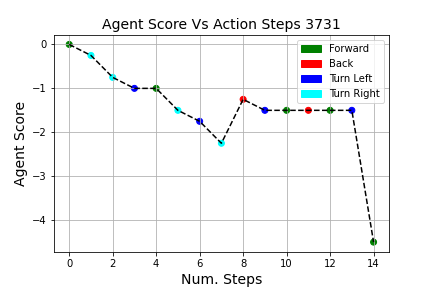 Agent Score Vs Action Steps 3731
Forward
Back
Turn Left
Turn Right
0
−1
−2
−3
−4
Agent Score
0 2 4 6 8 10 12 14
Num. Steps